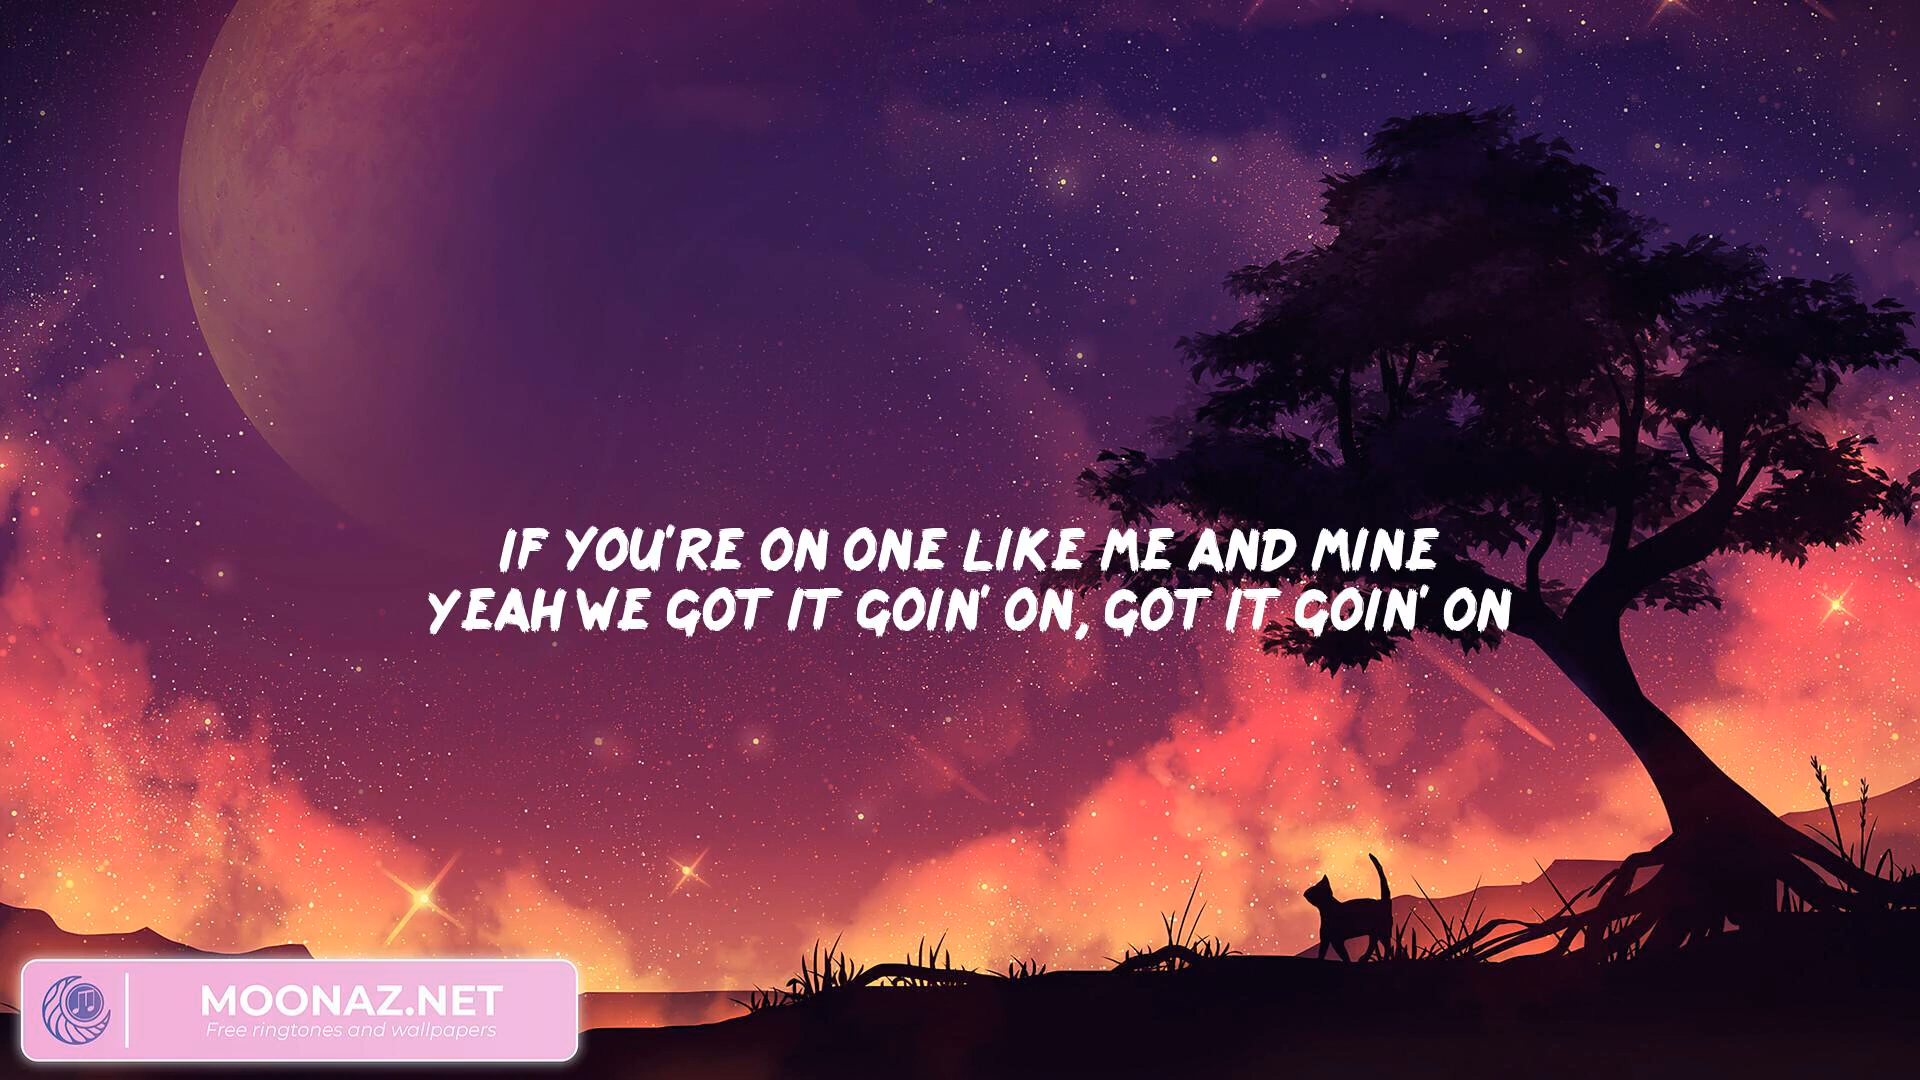 IF YOU'RE ON ONE LIKE ME AND MINE
YEAH WE GOT IT GOIN' ON, GOT IT GOIN' ON
MOONAZ.NET
Free ringtones and wallpapers